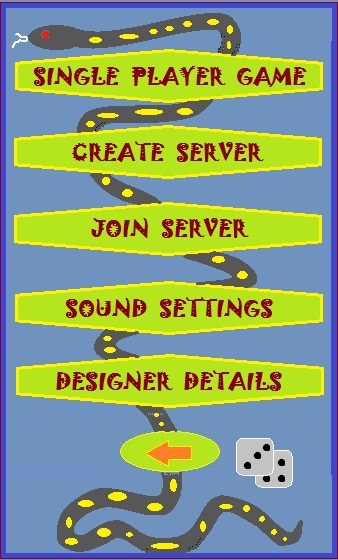 SINGLE PLAYER GAME
CREATE SERVER
JOIN SERVER
SOUND SETTINGS
DESIGNER DETAILS